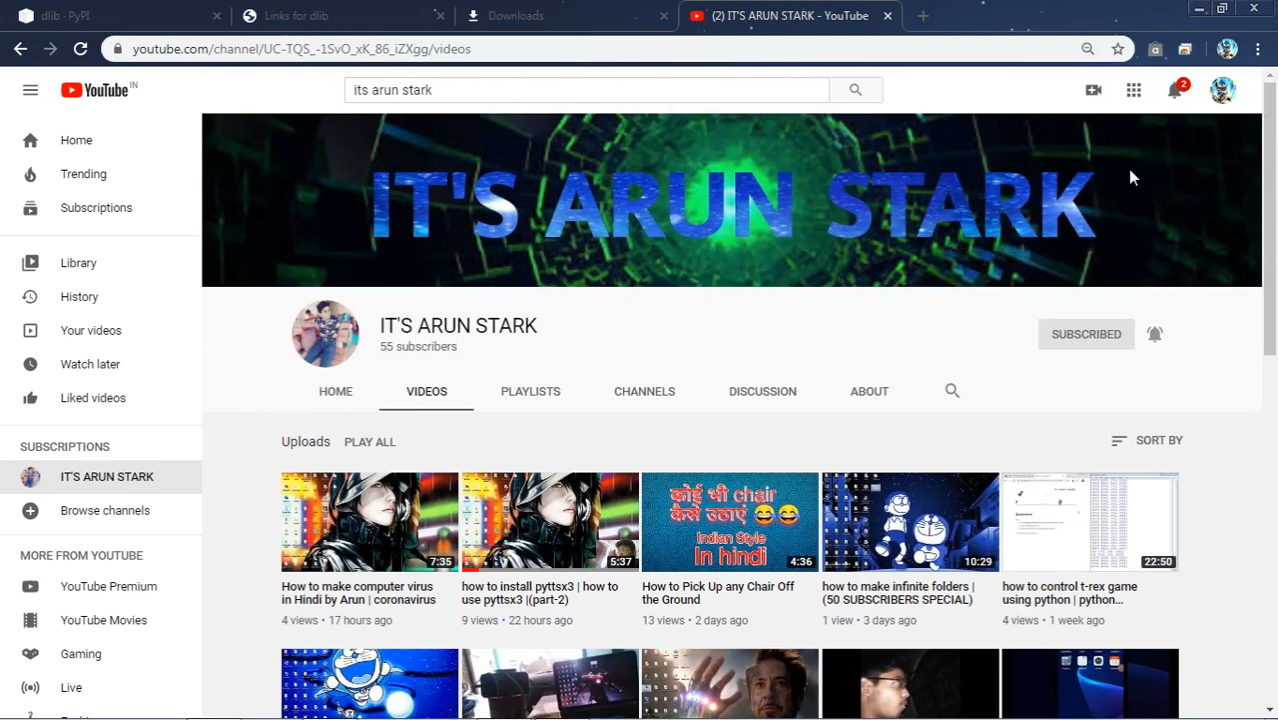 dlib · PyPI
Links for dlib
Downloads
(2) IT'S ARUN STARK - YouTube
youtube.com/channel/UC-TQS_-1SvO_xK_86_iZXgg/videos
YouTube IN
its arun stark
2
Home
Trending
Subscriptions
Library
History
Your videos
Watch later
Liked videos
SUBSCRIPTIONS
IT'S ARUN STARK
Browse channels
MORE FROM YOUTUBE
YouTube Premium
YouTube Movies
Gaming
Live
IT'S ARUN STARK
IT'S ARUN STARK
55 subscribers
SUBSCRIBED
HOME
VIDEOS
PLAYLISTS
CHANNELS
DISCUSSION
ABOUT
Uploads
PLAY ALL
SORT BY
7:35
How to make computer virus
in Hindi by Arun | coronavirus
4 views • 17 hours ago
5:37
how to install pyttsx3 | how to
use pyttsx3 |(part-2)
9 views • 22 hours ago
कोई भी chair
कैसे उठाएं
Indian Style
In hindi
4:36
How to Pick Up any Chair Off
the Ground
13 views • 2 days ago
10:29
how to make infinite folders |
(50 SUBSCRIBERS SPECIAL)
1 view • 3 days ago
22:50
how to control t-rex game
using python | python...
4 views • 1 week ago